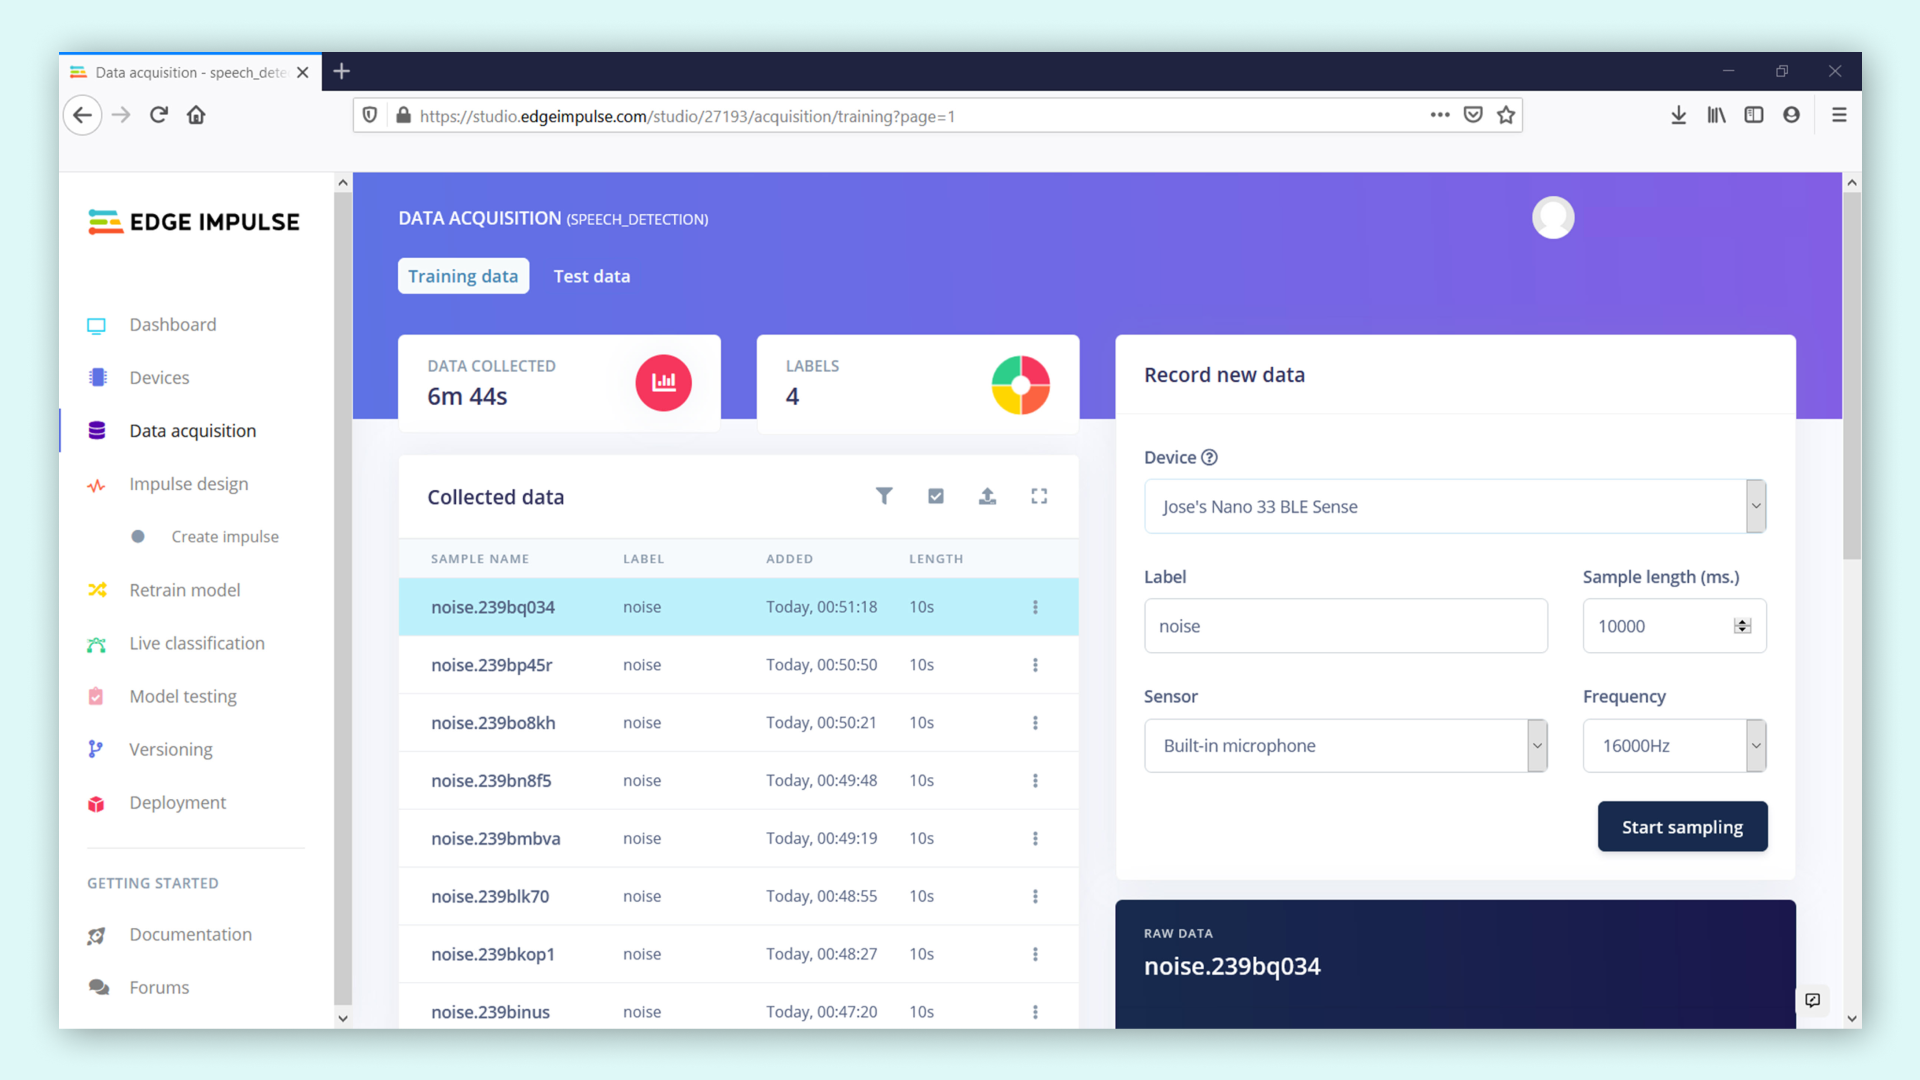 Data acquisition - speech_dete
https://studio.edgeimpulse.com/studio/27193/acquisition/training?page=1
EDGE IMPULSE
Dashboard
Devices
Data acquisition
Impulse design
Create impulse
Retrain model
Live classification
Model testing
Versioning
Deployment
GETTING STARTED
Documentation
Forums
DATA ACQUISITION (SPEECH_DETECTION)
Training data Test data
DATA COLLECTED
6m 44s
LABELS
4
Collected data
SAMPLE NAME LABEL ADDED LENGTH
noise.239bq034 noise Today, 00:51:18 10s
noise.239bp45r noise Today, 00:50:50 10s
noise.239bo8kh noise Today, 00:50:21 10s
noise.239bn8f5 noise Today, 00:49:48 10s
noise.239bmbva noise Today, 00:49:19 10s
noise.239blk70 noise Today, 00:48:55 10s
noise.239bkop1 noise Today, 00:48:27 10s
noise.239binus noise Today, 00:47:20 10s
Record new data
Device ?
Jose's Nano 33 BLE Sense
Label Sample length (ms.)
noise 10000
Sensor Frequency
Built-in microphone 16000Hz
Start sampling
RAW DATA
noise.239bq034